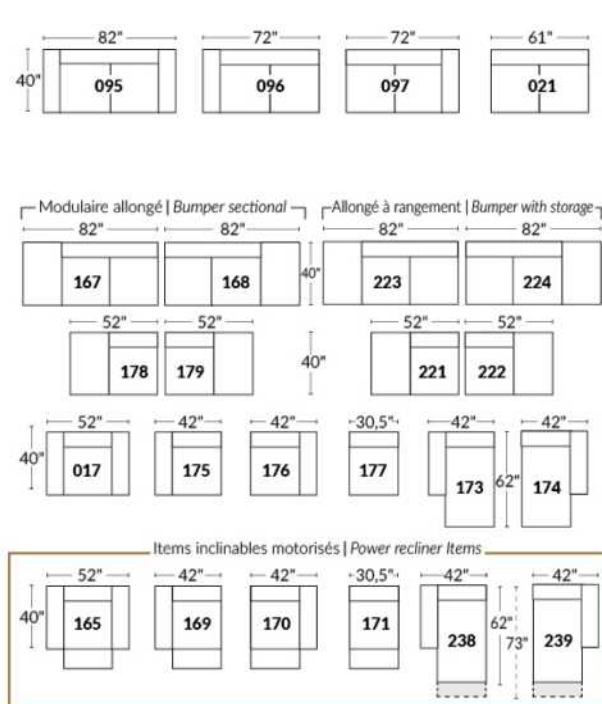 82" 72" 72" 61"
40"
095 096 097 021
Modulaire allongé | Bumper sectional Allongé à rangement | Bumper with storage
82" 82" 82" 82"
167 168 40" 223 224
52" 52" 52" 52"
178 179 40" 221 222
52" 42" 42" 30,5" 42" 42"
40" 017 175 176 177 173 62" 174
Items inclinables motorisés | Power recliner Items
52" 42" 42" 30,5" 42" 42"
40" 165 169 170 171 238 62" 73" 239